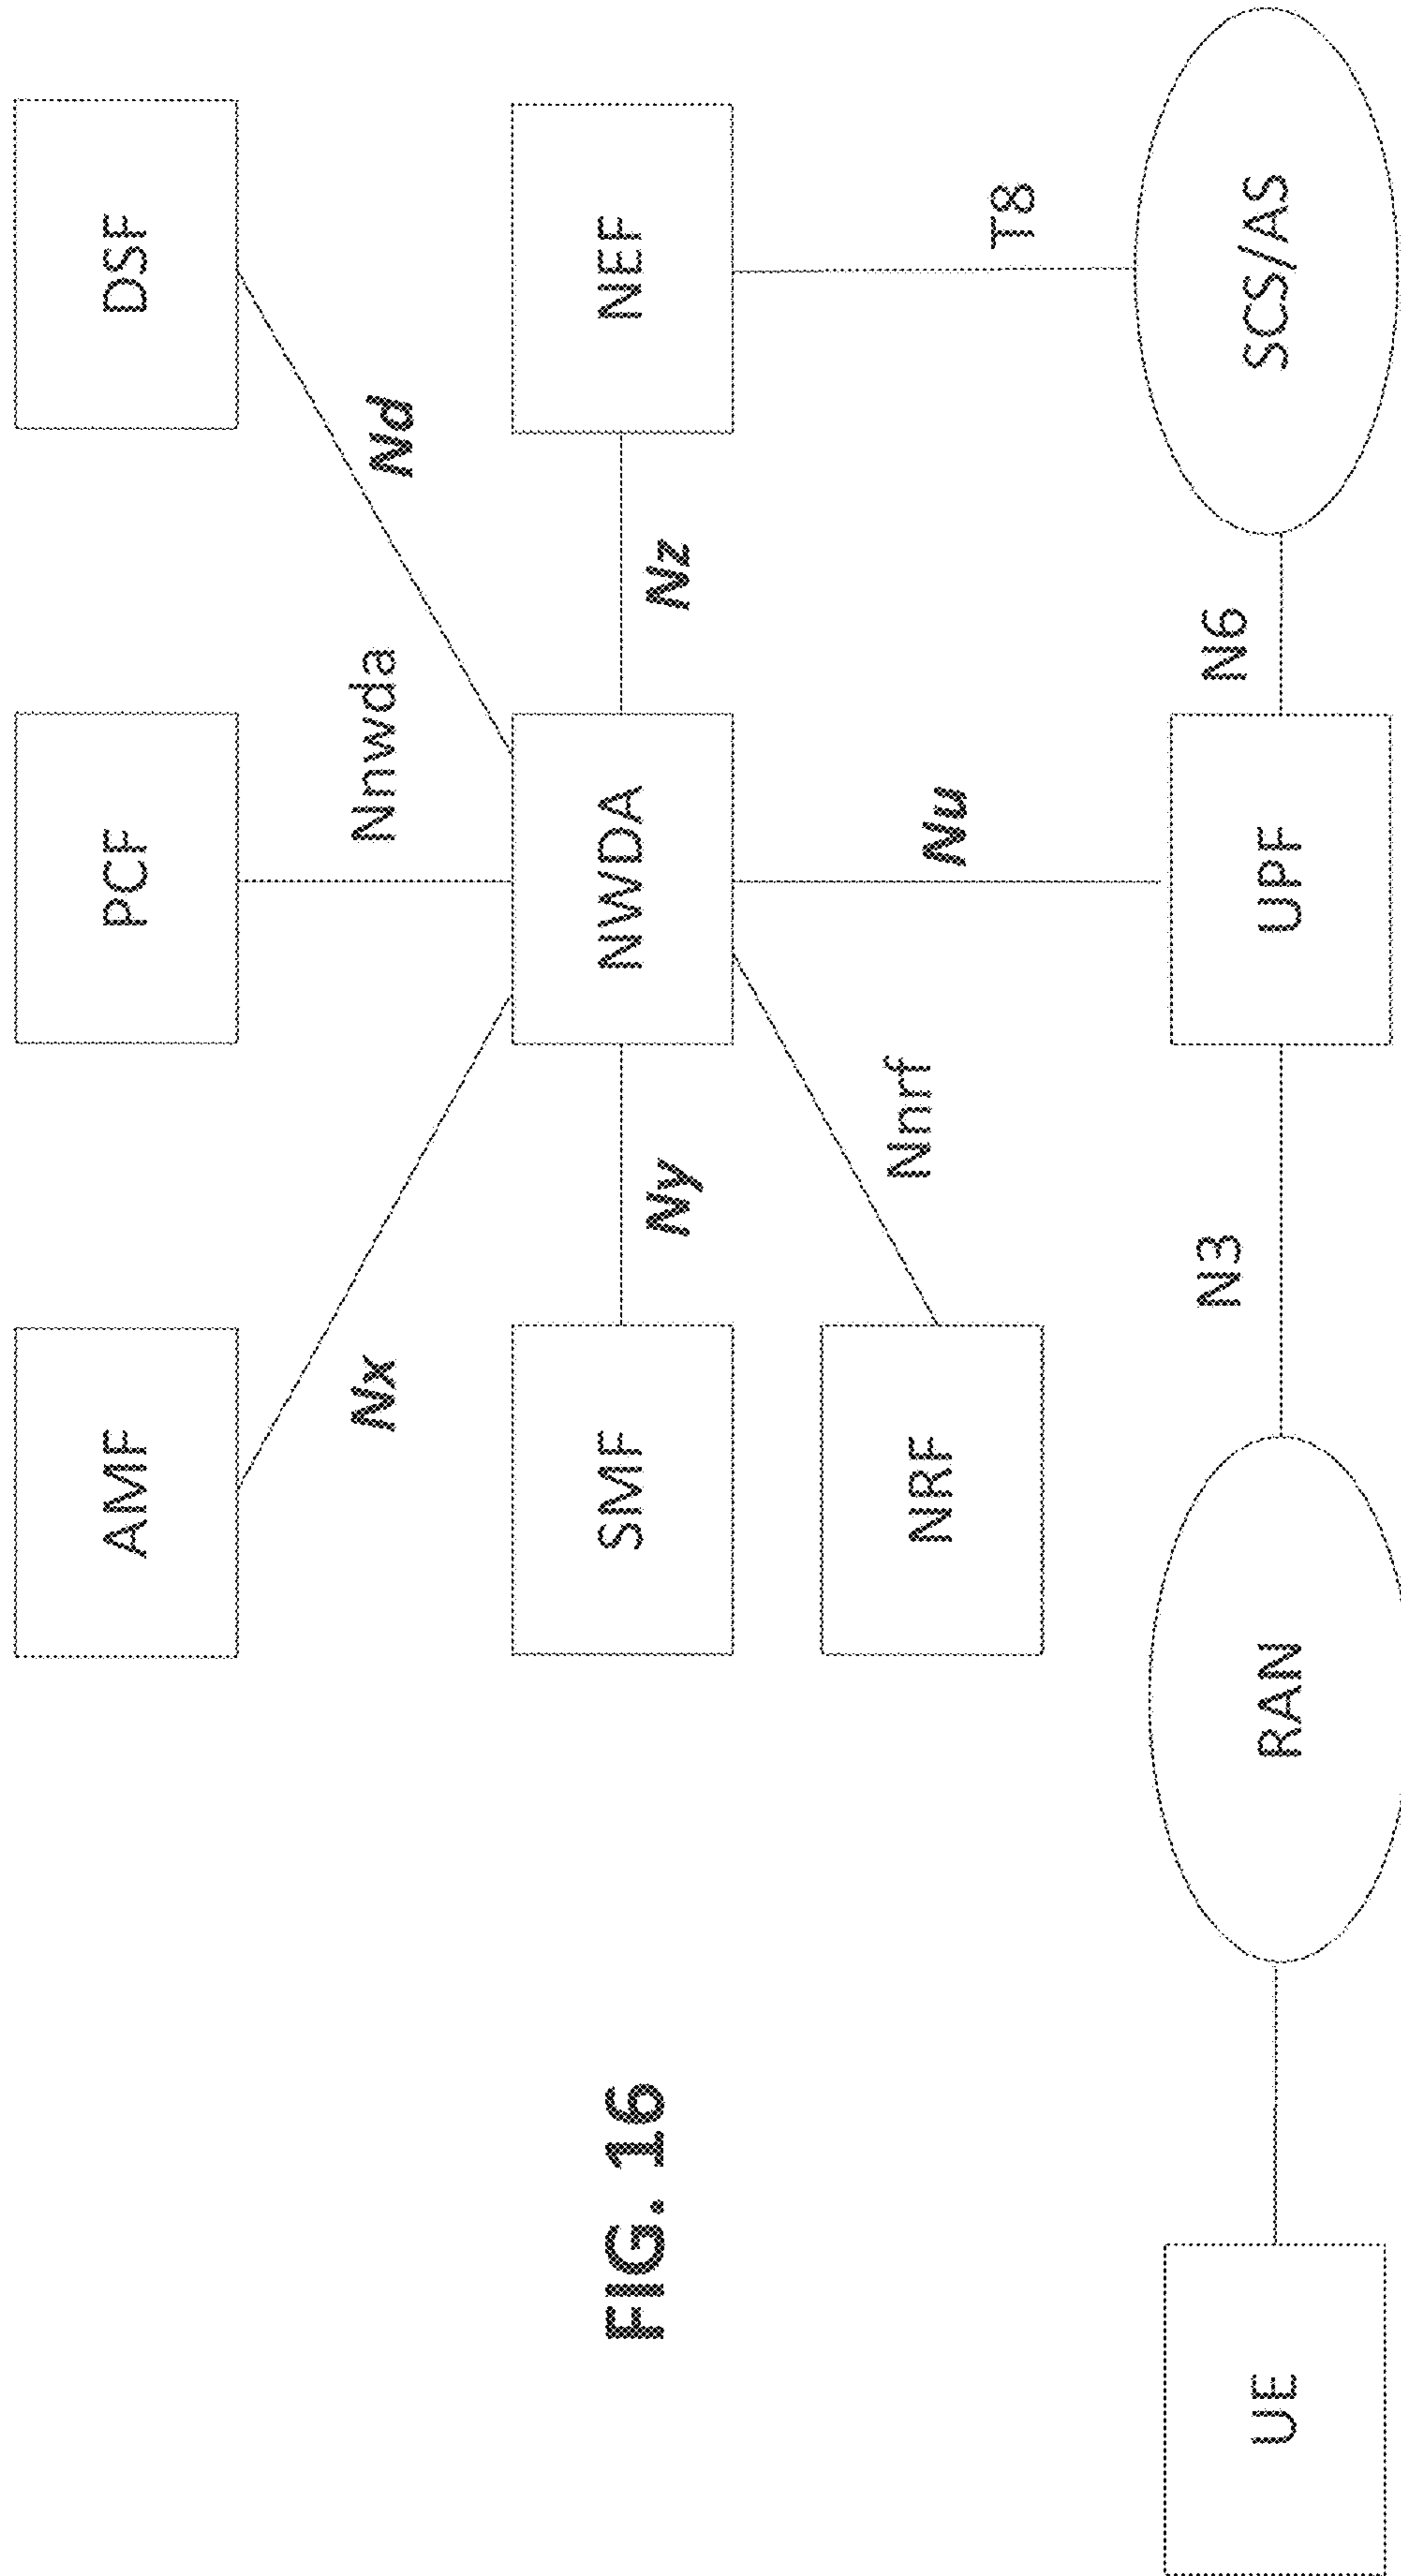 AMF
PCF
DSF
Nx
Nnwda
Nd
SMF
NWDA
NEF
Ny
Nz
NRF
Nnrf
Nu
T8
UE
RAN
N3
UPF
N6
SCS/AS
FIG. 16